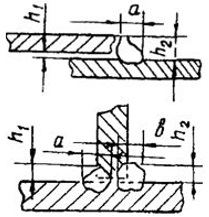 h₁ a h₂
h₁ a в h₂